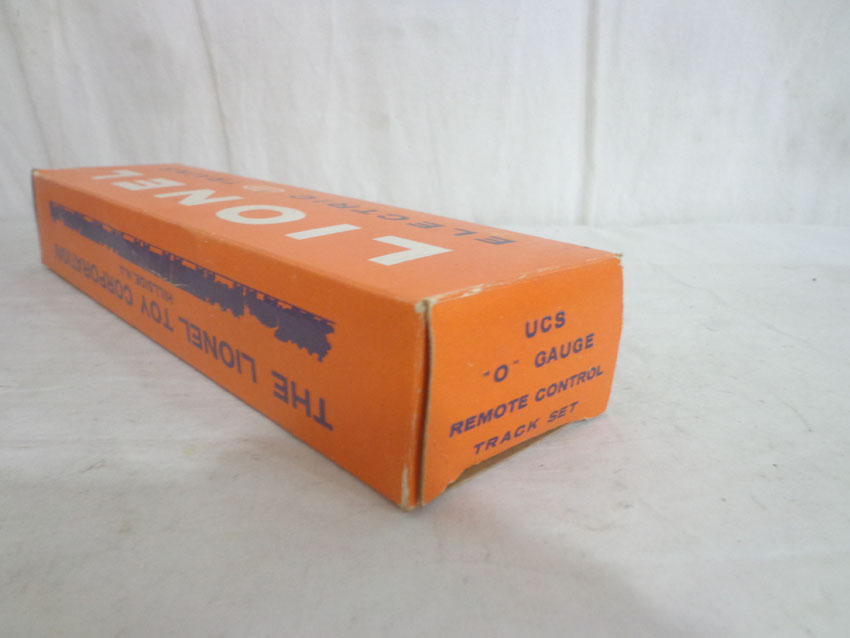 LIONEL
ELECTRIC TRAINS
UCS
"O" GAUGE
REMOTE CONTROL
TRACK SET
THE LIONEL TOY CORPORATION
HILLSIDE, N.J.